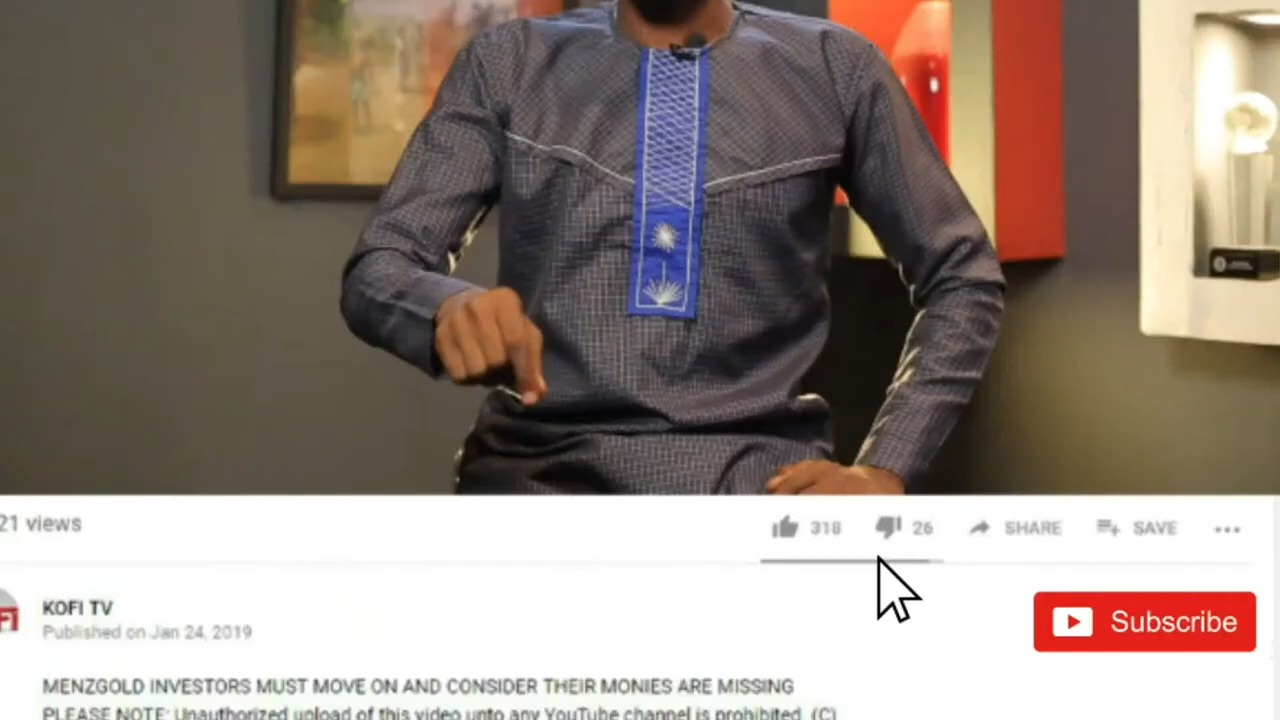 21 views
318
26
SHARE
SAVE
KOFI TV
Published on Jan 24, 2019
Subscribe
MENZGOLD INVESTORS MUST MOVE ON AND CONSIDER THEIR MONIES ARE MISSING
PLEASE NOTE: Unauthorized upload of this video unto any YouTube channel is prohibited. (C)